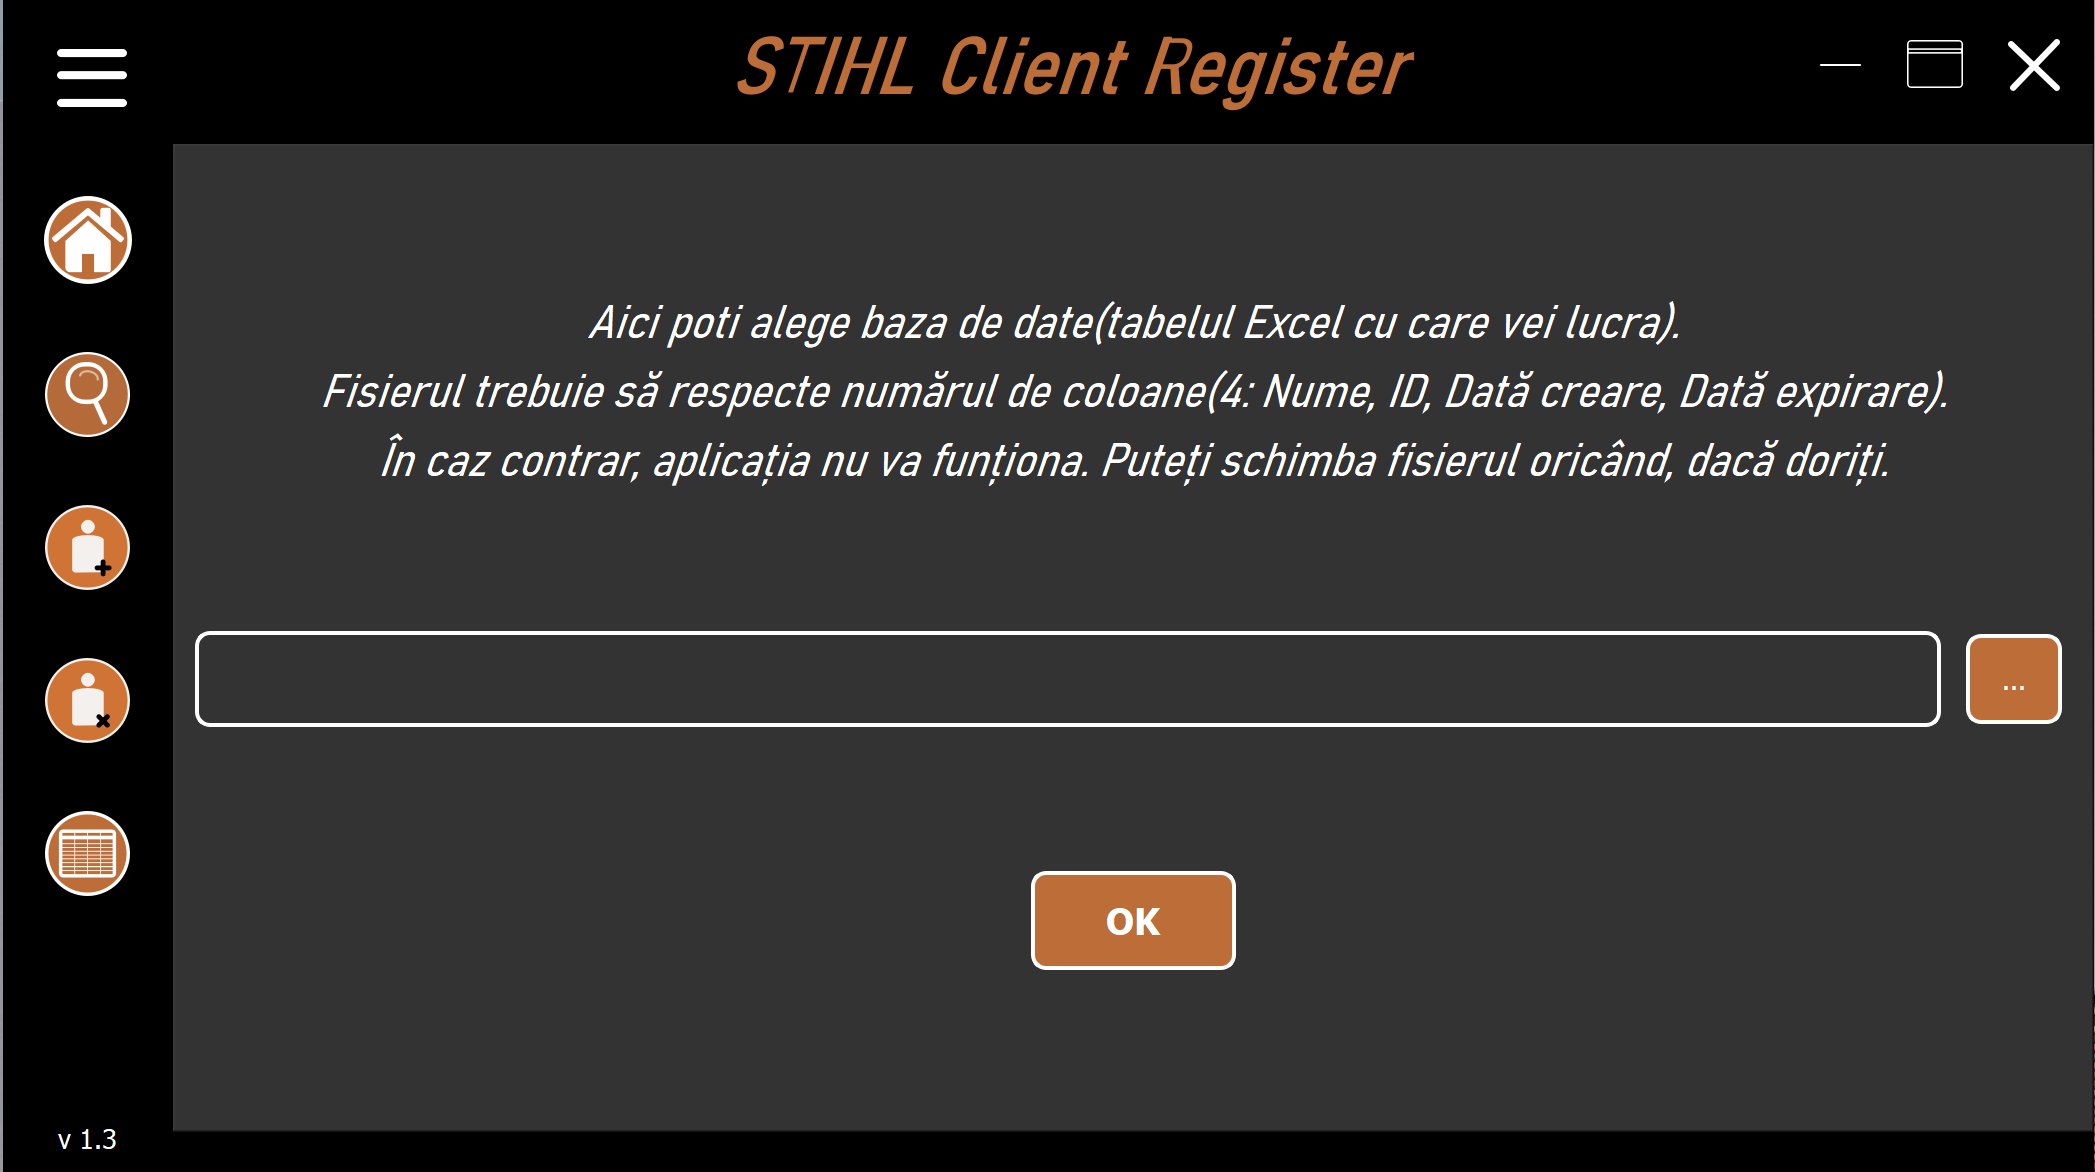 STIHL Client Register
Aici poti alege baza de date(tabelul Excel cu care vei lucra).
Fisierul trebuie să respecte numărul de coloane(4: Nume, ID, Dată creare, Dată expirare).
În caz contrar, aplicația nu va funționa. Puteți schimba fisierul oricând, dacă doriți.
...
OK
v 1.3